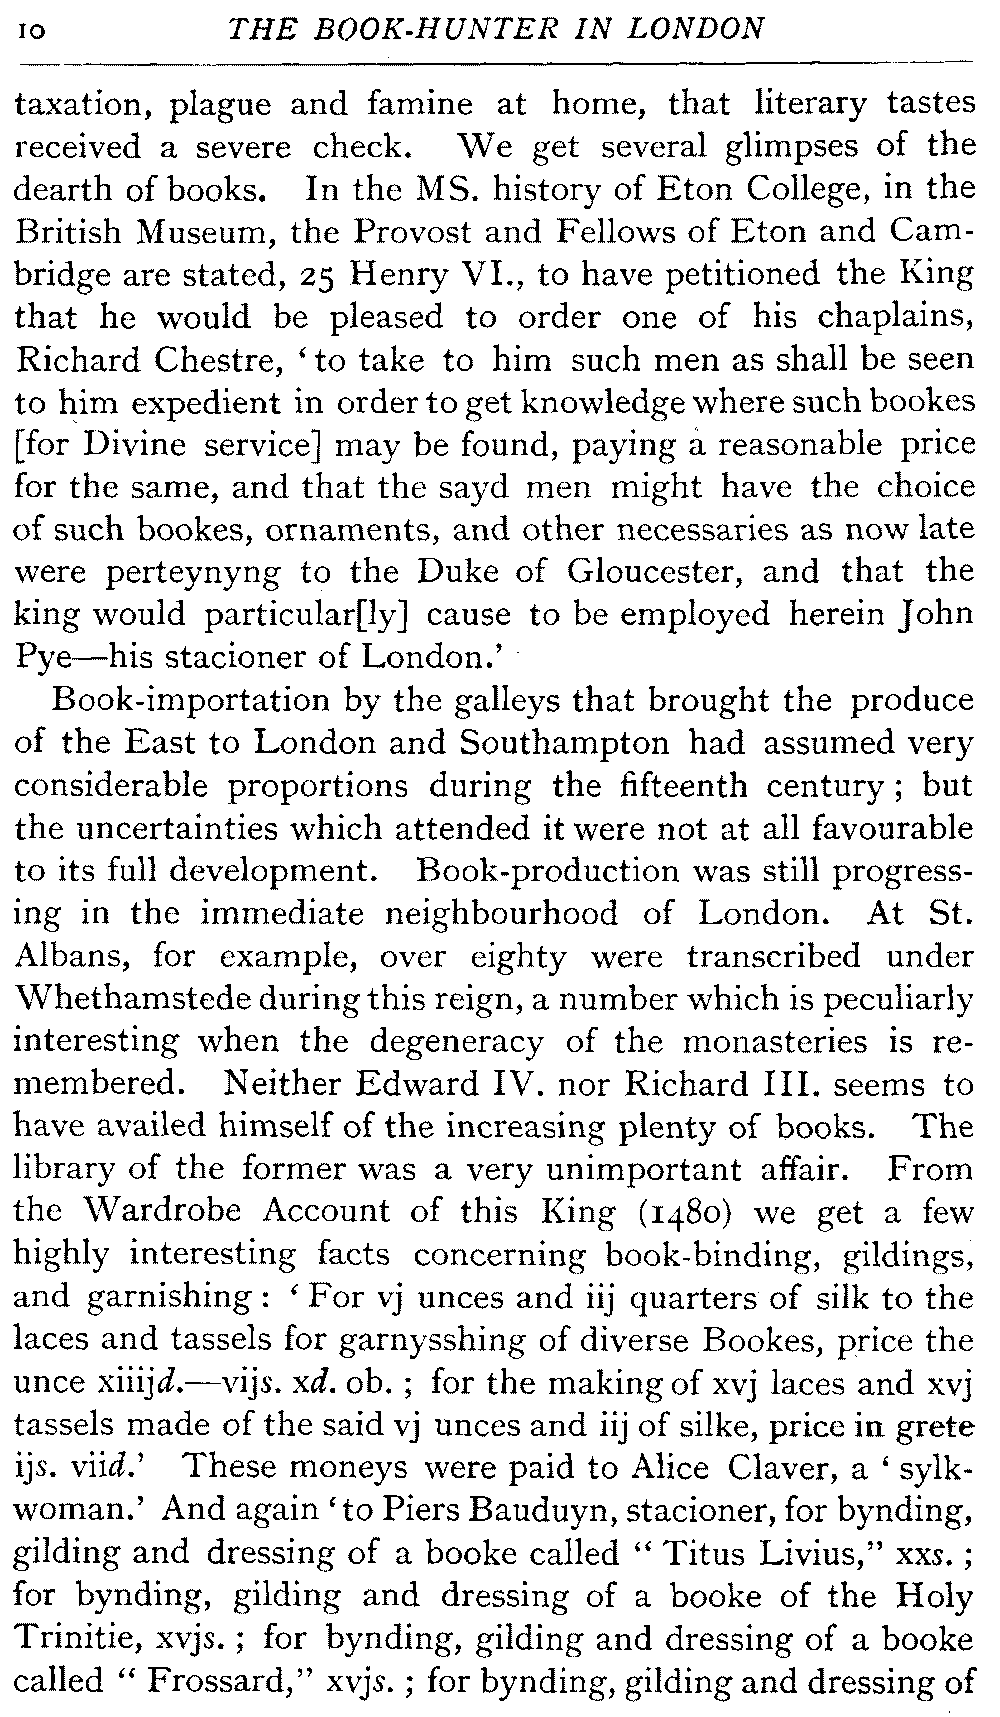 10 THE BOOK-HUNTER IN LONDON
taxation, plague and famine at home, that literary tastes
received a severe check. We get several glimpses of the
dearth of books. In the MS. history of Eton College, in the
British Museum, the Provost and Fellows of Eton and Cam-
bridge are stated, 25 Henry VI., to have petitioned the King
that he would be pleased to order one of his chaplains,
Richard Chestre, ‘to take to him such men as shall be seen
to him expedient in order to get knowledge where such bookes
[for Divine service] may be found, paying a reasonable price
for the same, and that the sayd men might have the choice
of such bookes, ornaments, and other necessaries as now late
were perteynyng to the Duke of Gloucester, and that the
king would particular[ly] cause to be employed herein John
Pye—his stacioner of London.’
Book-importation by the galleys that brought the produce
of the East to London and Southampton had assumed very
considerable proportions during the fifteenth century; but
the uncertainties which attended it were not at all favourable
to its full development. Book-production was still progress-
ing in the immediate neighbourhood of London. At St.
Albans, for example, over eighty were transcribed under
Whethamstede during this reign, a number which is peculiarly
interesting when the degeneracy of the monasteries is re-
membered. Neither Edward IV. nor Richard III. seems to
have availed himself of the increasing plenty of books. The
library of the former was a very unimportant affair. From
the Wardrobe Account of this King (1480) we get a few
highly interesting facts concerning book-binding, gildings,
and garnishing: ‘For vj unces and iij quarters of silk to the
laces and tassels for garnysshing of diverse Bookes, price the
unce xiiijd.—vijs. xd. ob.; for the making of xvj laces and xvj
tassels made of the said vj unces and iij of silke, price in grete
ijs. viid.’ These moneys were paid to Alice Claver, a ‘sylk-
woman.’ And again ‘to Piers Bauduyn, stacioner, for bynding,
gilding and dressing of a booke called “Titus Livius,” xxs.;
for bynding, gilding and dressing of a booke of the Holy
Trinitie, xvjs.; for bynding, gilding and dressing of a booke
called “Frossard,” xvjs.; for bynding, gilding and dressing of